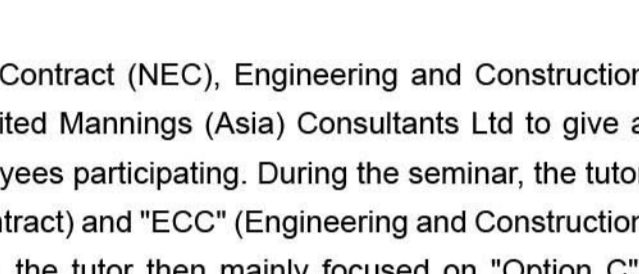 Contract (NEC), Engineering and Construction
ited Mannings (Asia) Consultants Ltd to give a
yees participating. During the seminar, the tutor
ntract) and "ECC" (Engineering and Construction
the tutor then mainly focused on "Option C"